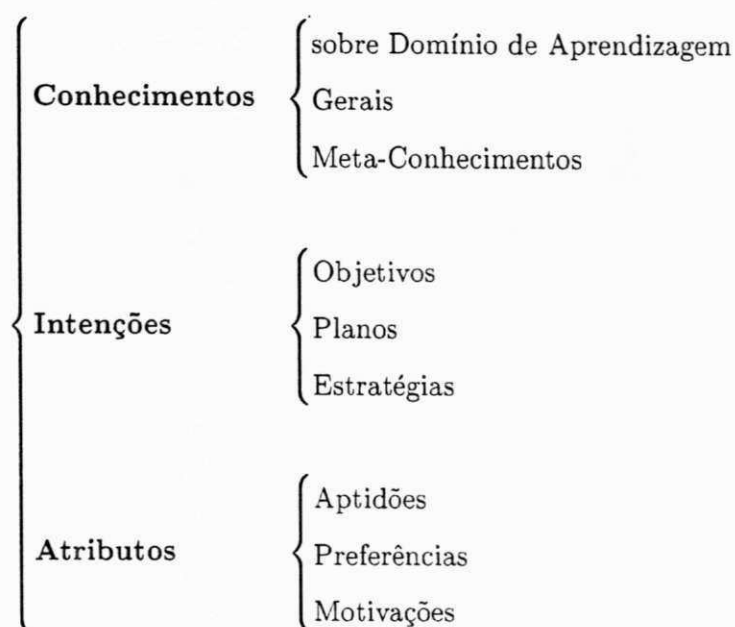 sobre Domínio de Aprendizagem
Conhecimentos
Gerais
Meta-Conhecimentos
Objetivos
Intenções
Planos
Estratégias
Aptidões
Atributos
Preferências
Motivações